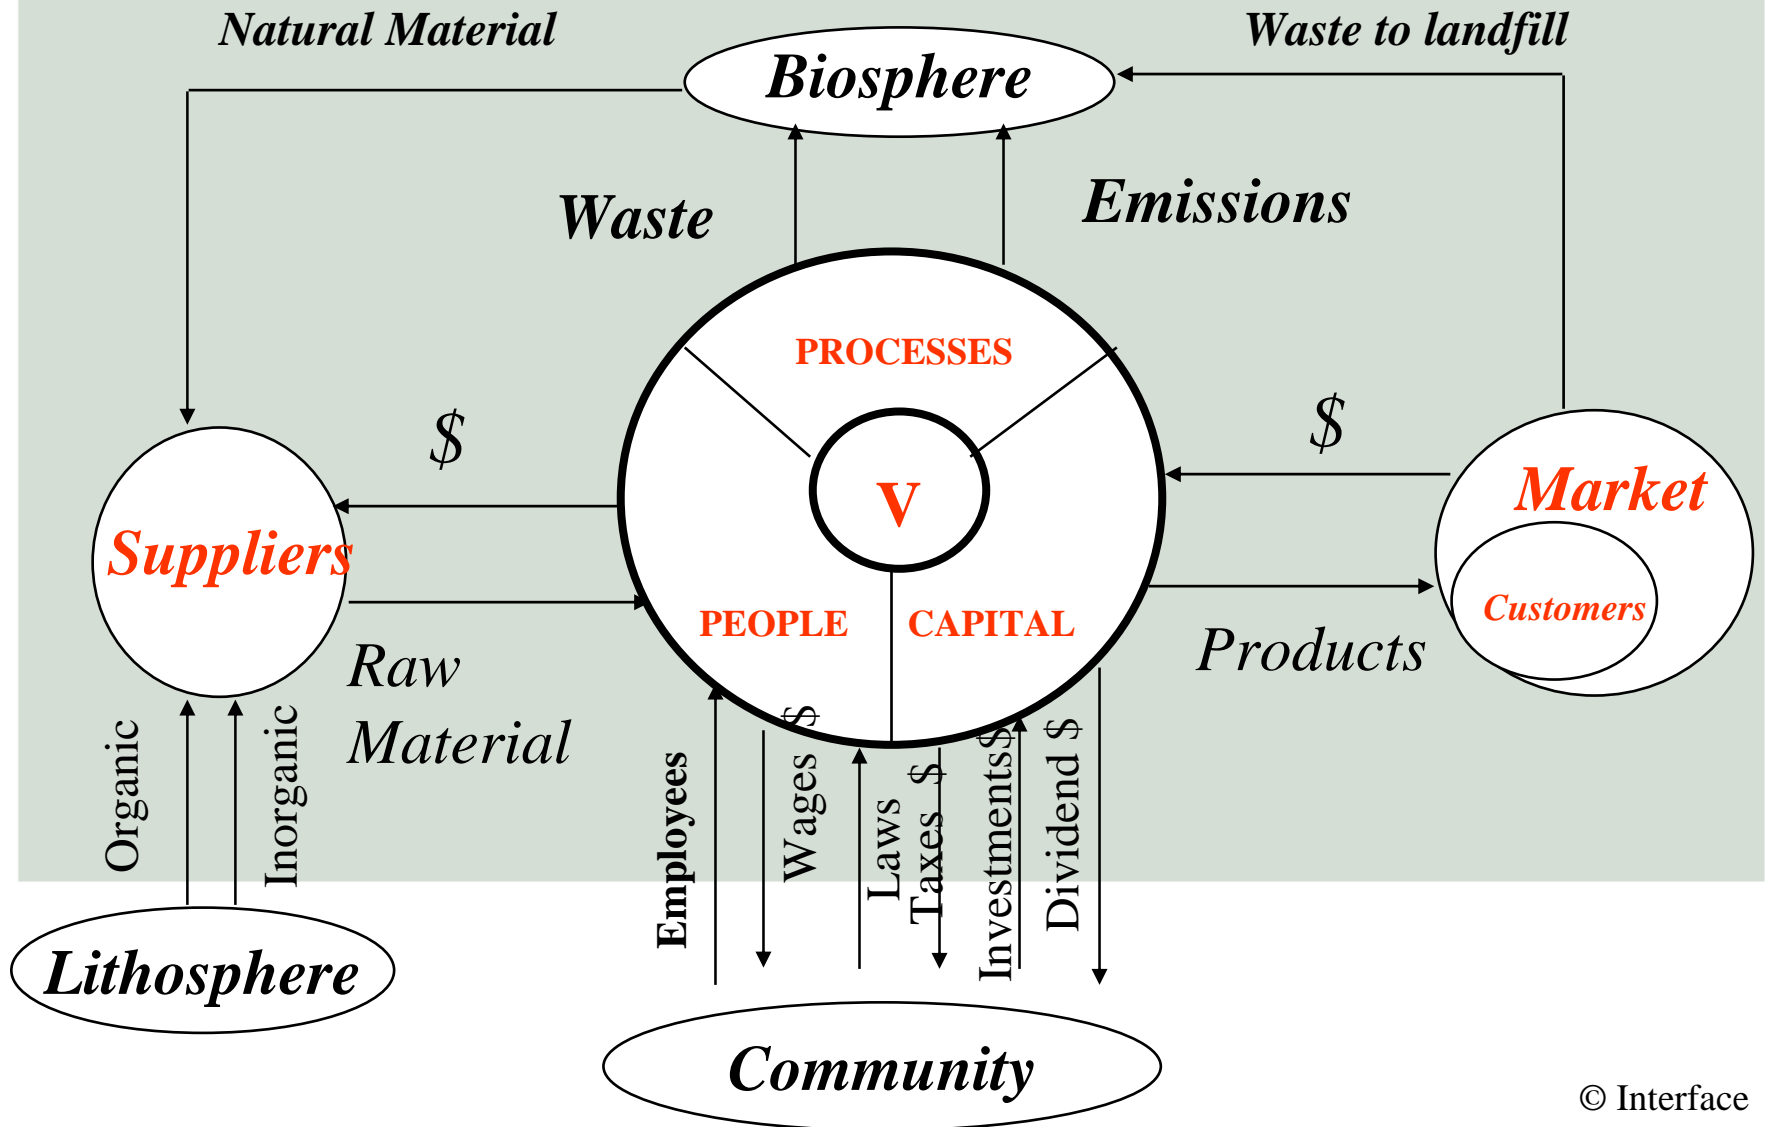 Natural Material
Waste to landfill
Biosphere
Waste
Emissions
PROCESSES
$
$
V
Market
Suppliers
Customers
PEOPLE
CAPITAL
Products
Raw
Material
Organic
Inorganic
Employees
Wages $
Laws
Taxes $
Investments$
Dividend $
Lithosphere
Community
© Interface